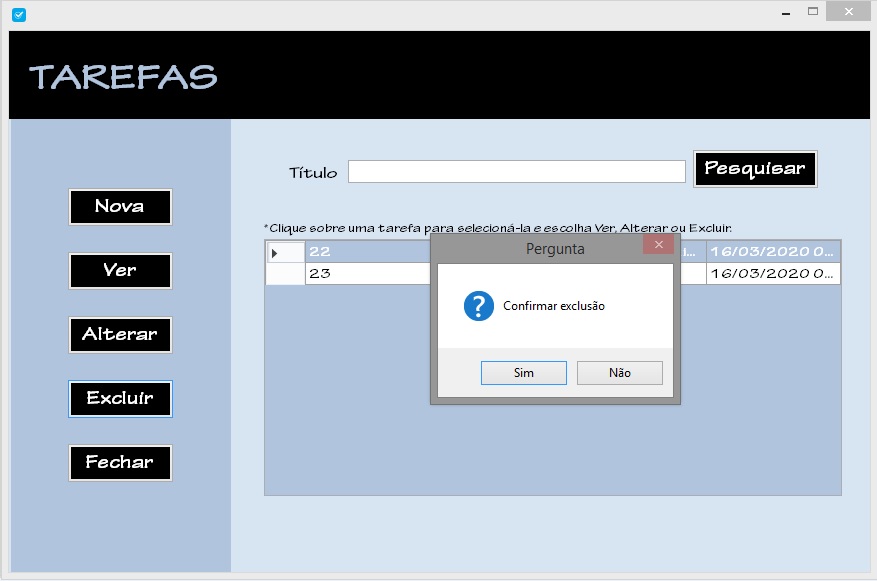 TAREFAS
Título
Pesquisar
Nova
*Clique sobre uma tarefa para selecioná-la e escolha Ver, Alterar ou Excluir.
22
16/03/2020 0...
23
16/03/2020 0...
Ver
Alterar
Excluir
Fechar
Pergunta
Confirmar exclusão
Sim
Não